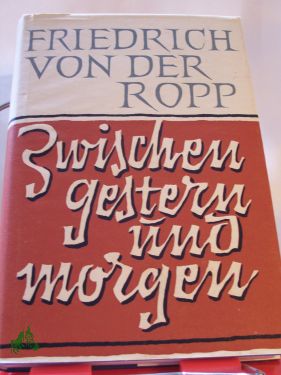 FRIEDRICH
VON DER
ROPP
Zwischen
gestern
und
morgen